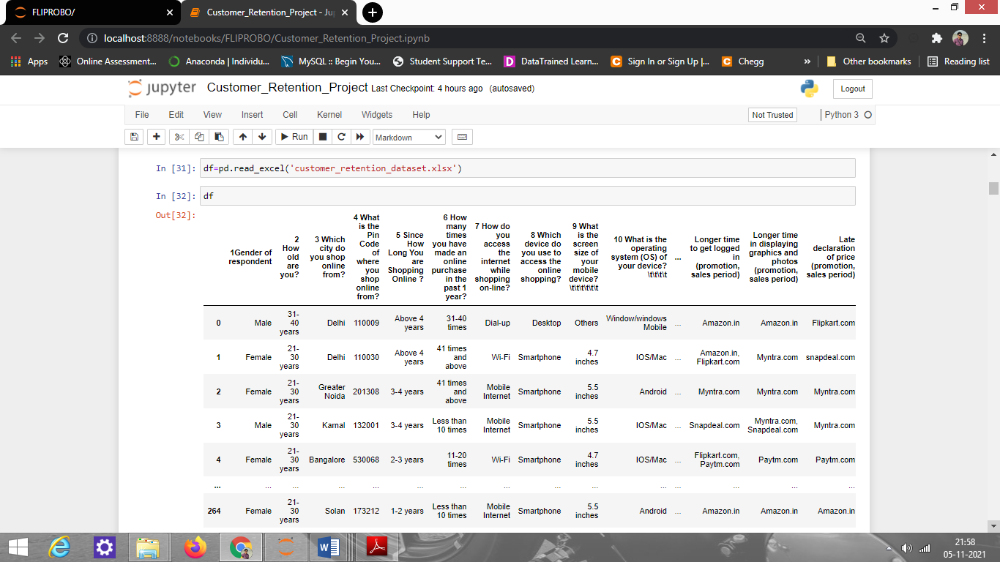 FLIPROBO/
Customer_Retention_Project - Jup
localhost:8888/notebooks/FLIPROBO/Customer_Retention_Project.ipynb
Apps Online Assessment... Anaconda | Individu... MySQL :: Begin You... Student Support Te... DataTrained Learn... Sign In or Sign Up |... Chegg » Other bookmarks Reading list
jupyter Customer_Retention_Project Last Checkpoint: 4 hours ago (autosaved) Logout
File Edit View Insert Cell Kernel Widgets Help Not Trusted Python 3
Run Markdown
In [31]: df=pd.read_excel('customer_retention_dataset.xlsx')
In [32]: df
Out[32]:
1Gender of respondent
2 How old are you?
3 Which city do you shop online from?
4 What is the Pin Code of where you shop online from?
5 Since How Long You are Shopping Online ?
6 How many times you have made an online purchase in the past 1 year?
7 How do you access the internet while shopping on-line?
8 Which device do you use to access the online shopping?
9 What is the screen size of your mobile device? \t\t\t\t\t\t
10 What is the operating system (OS) of your device? \t\t\t\t
...
Longer time to get logged in (promotion, sales period)
Longer time in displaying graphics and photos (promotion, sales period)
Late declaration of price (promotion, sales period)
0 Male 31-40 years Delhi 110009 Above 4 years 31-40 times Dial-up Desktop Others Window/windows Mobile ... Amazon.in Amazon.in Flipkart.com
1 Female 21-30 years Delhi 110030 Above 4 years 41 times and above Wi-Fi Smartphone 4.7 inches IOS/Mac ... Amazon.in, Flipkart.com Myntra.com snapdeal.com
2 Female 21-30 years Greater Noida 201308 3-4 years 41 times and above Mobile Internet Smartphone 5.5 inches Android ... Myntra.com Myntra.com Myntra.com
3 Male 21-30 years Karnal 132001 3-4 years Less than 10 times Mobile Internet Smartphone 5.5 inches IOS/Mac ... Snapdeal.com Myntra.com, Snapdeal.com Myntra.com
4 Female 21-30 years Bangalore 530068 2-3 years 11-20 times Wi-Fi Smartphone 4.7 inches IOS/Mac ... Flipkart.com, Paytm.com Paytm.com Paytm.com
... ... ... ... ... ... ... ... ... ... ... ... ... ... ...
264 Female 21-30 years Solan 173212 1-2 years Less than 10 times Mobile Internet Smartphone 5.5 inches Android ... Amazon.in Amazon.in Amazon.in
21:58
05-11-2021